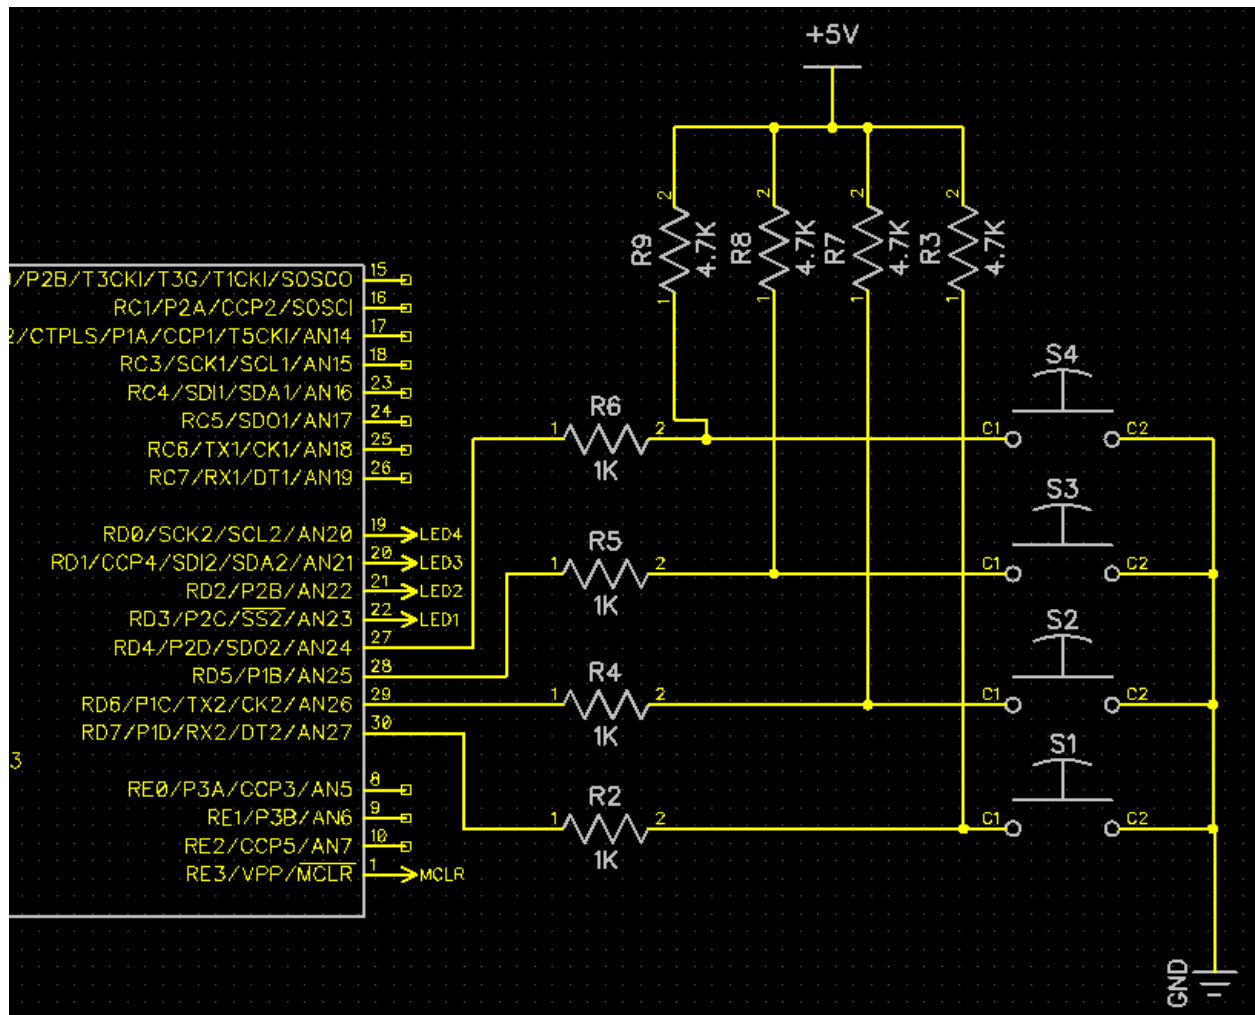 +5V
2
2
2
2
R9
4.7K
R8
4.7K
R7
4.7K
R3
4.7K
1
1
1
1
/P2B/T3CKI/T3G/T1CKI/SOSCO 15
RC1/P2A/CCP2/SOSCI 16
2/CTPLS/P1A/CCP1/T5CKI/AN14 17
RC3/SCK1/SCL1/AN15 18
RC4/SDI1/SDA1/AN16 23
RC5/SDO1/AN17 24
RC6/TX1/CK1/AN18 25
RC7/RX1/DT1/AN19 26
RD0/SCK2/SCL2/AN20 19 LED4
RD1/CCP4/SDI2/SDA2/AN21 20 LED3
RD2/P2B/AN22 21 LED2
RD3/P2C/SS2/AN23 22 LED1
RD4/P2D/SDO2/AN24 27
RD5/P1B/AN25 28
RD6/P1C/TX2/CK2/AN26 29
RD7/P1D/RX2/DT2/AN27 30
3
RE0/P3A/CCP3/AN5 8
RE1/P3B/AN6 9
RE2/CCP5/AN7 10
RE3/VPP/MCLR 1 MCLR
R6
1 2
1K
S4
C1 C2
R5
1 2
1K
S3
C1 C2
R4
1 2
1K
S2
C1 C2
R2
1 2
1K
S1
C1 C2
GND